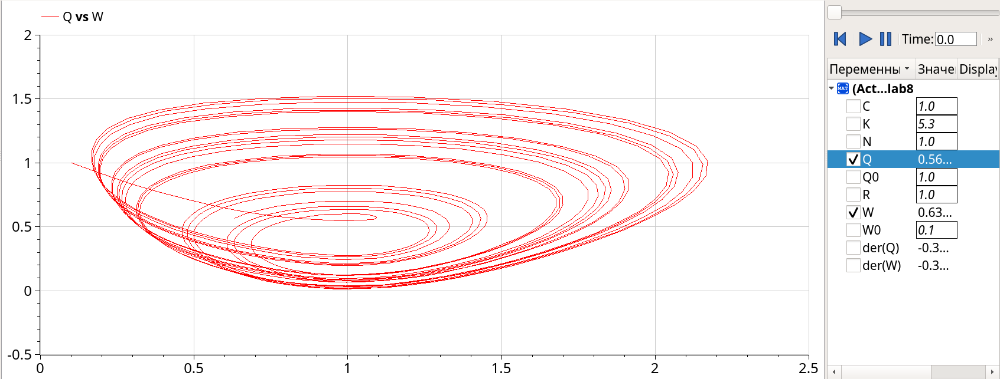 Q vs W
2
1.5
1
0.5
0
-0.5
0 0.5 1 1.5 2 2.5
Time: 0.0 »
Переменны Значе Display
MAT (Act...lab8
C 1.0
K 5.3
N 1.0
Q 0.56...
Q0 1.0
R 1.0
W 0.63...
W0 0.1
der(Q) -0.3...
der(W) -0.3...